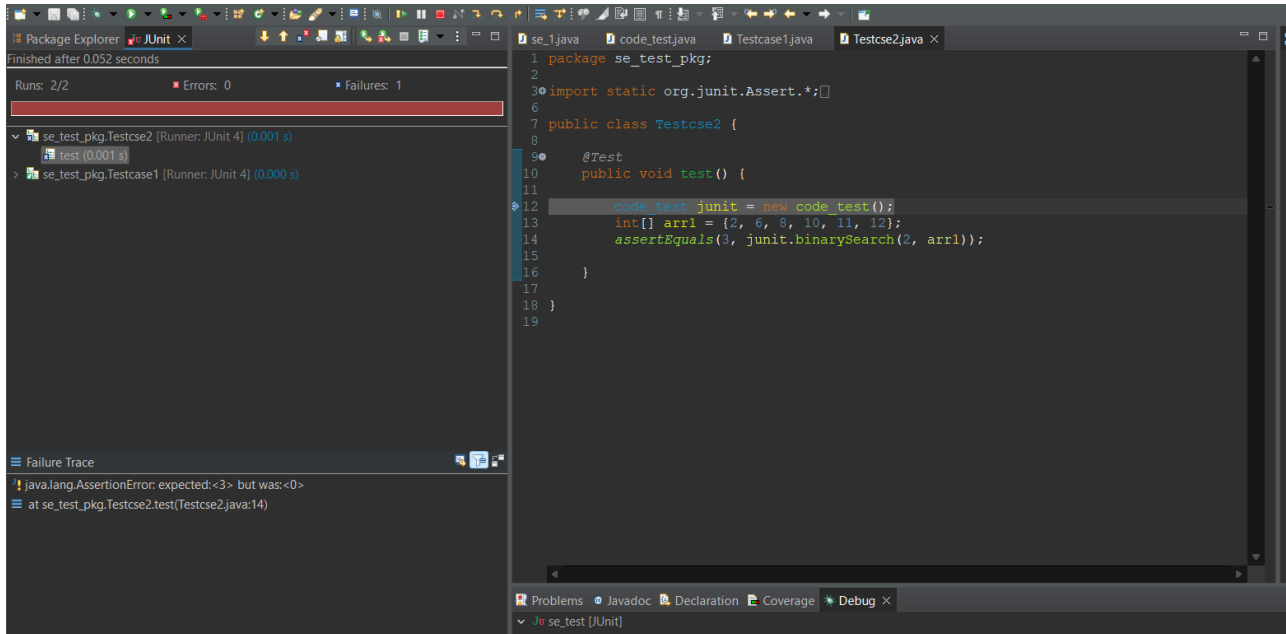 Package Explorer JUnit
Finished after 0.052 seconds
Runs: 2/2 Errors: 0 Failures: 1
se_test_pkg.Testcse2 [Runner: JUnit 4] (0.001 s)
test (0.001 s)
se_test_pkg.Testcase1 [Runner: JUnit 4] (0.000 s)
Failure Trace
java.lang.AssertionError: expected:<3> but was:<0>
at se_test_pkg.Testcse2.test(Testcse2.java:14)
se_1.java code_test.java Testcase1.java Testcse2.java
1 package se_test_pkg;
2
3 import static org.junit.Assert.*;
6
7 public class Testcse2 {
8
9 @Test
10 public void test() {
11
12 code_test junit = new code_test();
13 int[] arr1 = {2, 6, 8, 10, 11, 12};
14 assertEquals(3, junit.binarySearch(2, arr1));
15
16 }
17
18 }
19
Problems Javadoc Declaration Coverage Debug
Ju se_test [JUnit]